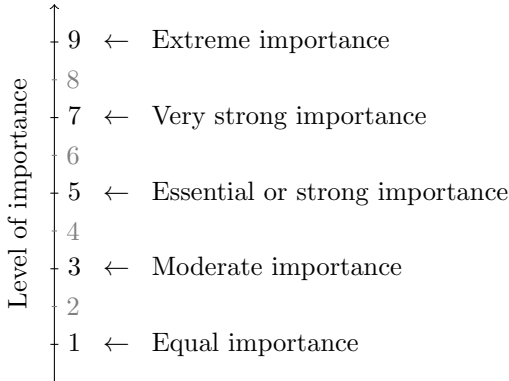 9 ← Extreme importance
8
7 ← Very strong importance
6
5 ← Essential or strong importance
4
3 ← Moderate importance
2
1 ← Equal importance
Level of importance